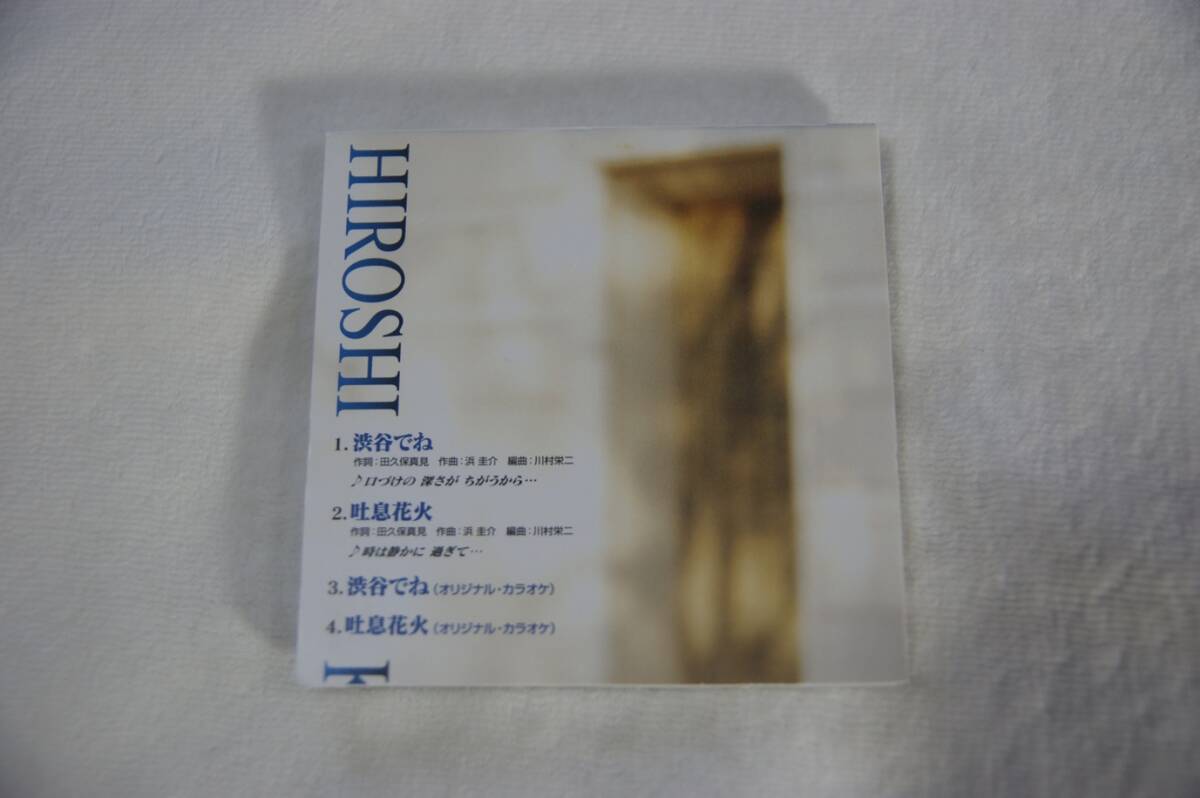 HIROSHI
1. 渋谷でね
作詞：田久保真見 作曲：浜 圭介 編曲：川村栄二
♪口づけの 深さが ちがうから…
2. 吐息花火
作詞：田久保真見 作曲：浜 圭介 編曲：川村栄二
♪時は静かに 過ぎて…
3. 渋谷でね（オリジナル・カラオケ）
4. 吐息花火（オリジナル・カラオケ）